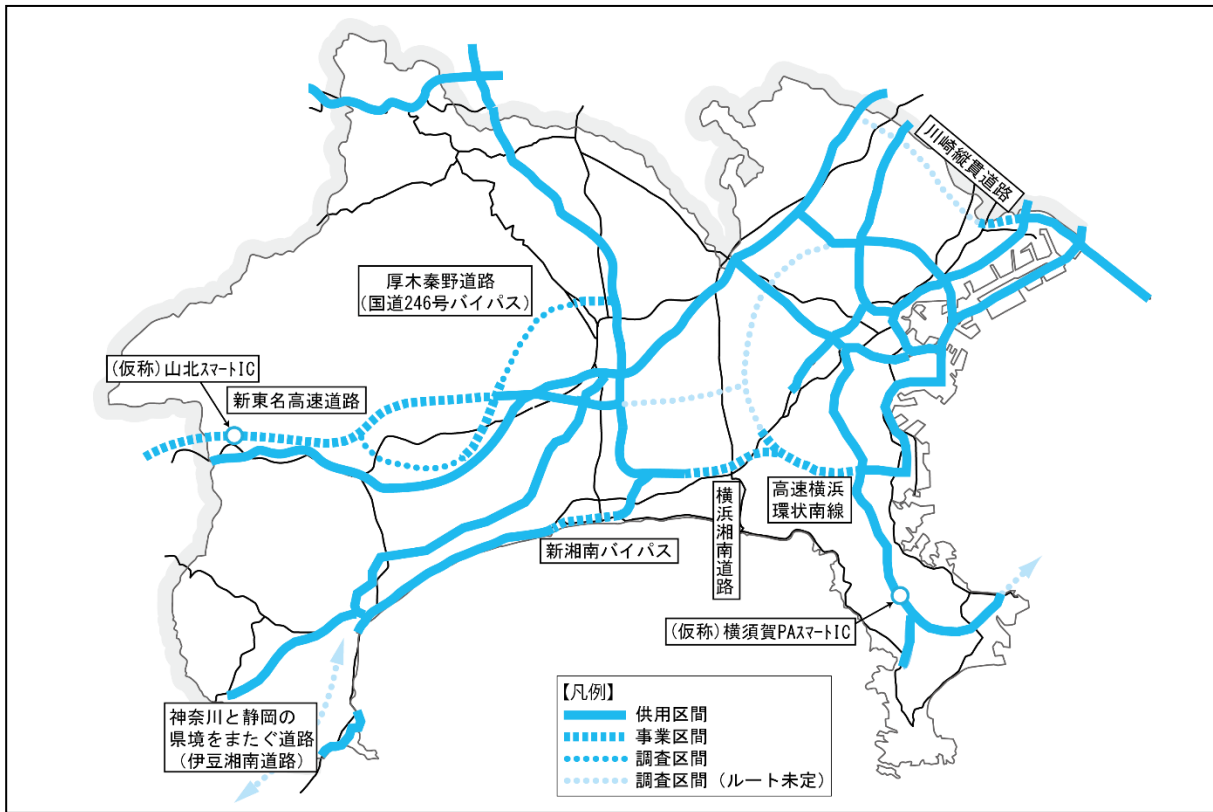 川崎縦貫道路
厚木秦野道路
(国道246号バイパス)
(仮称)山北スマートIC
新東名高速道路
高速横浜
環状南線
横浜湘南道路
新湘南バイパス
(仮称)横須賀PAスマートIC
神奈川と静岡の
県境をまたぐ道路
(伊豆湘南道路)
【凡例】
供用区間
事業区間
調査区間
調査区間(ルート未定)